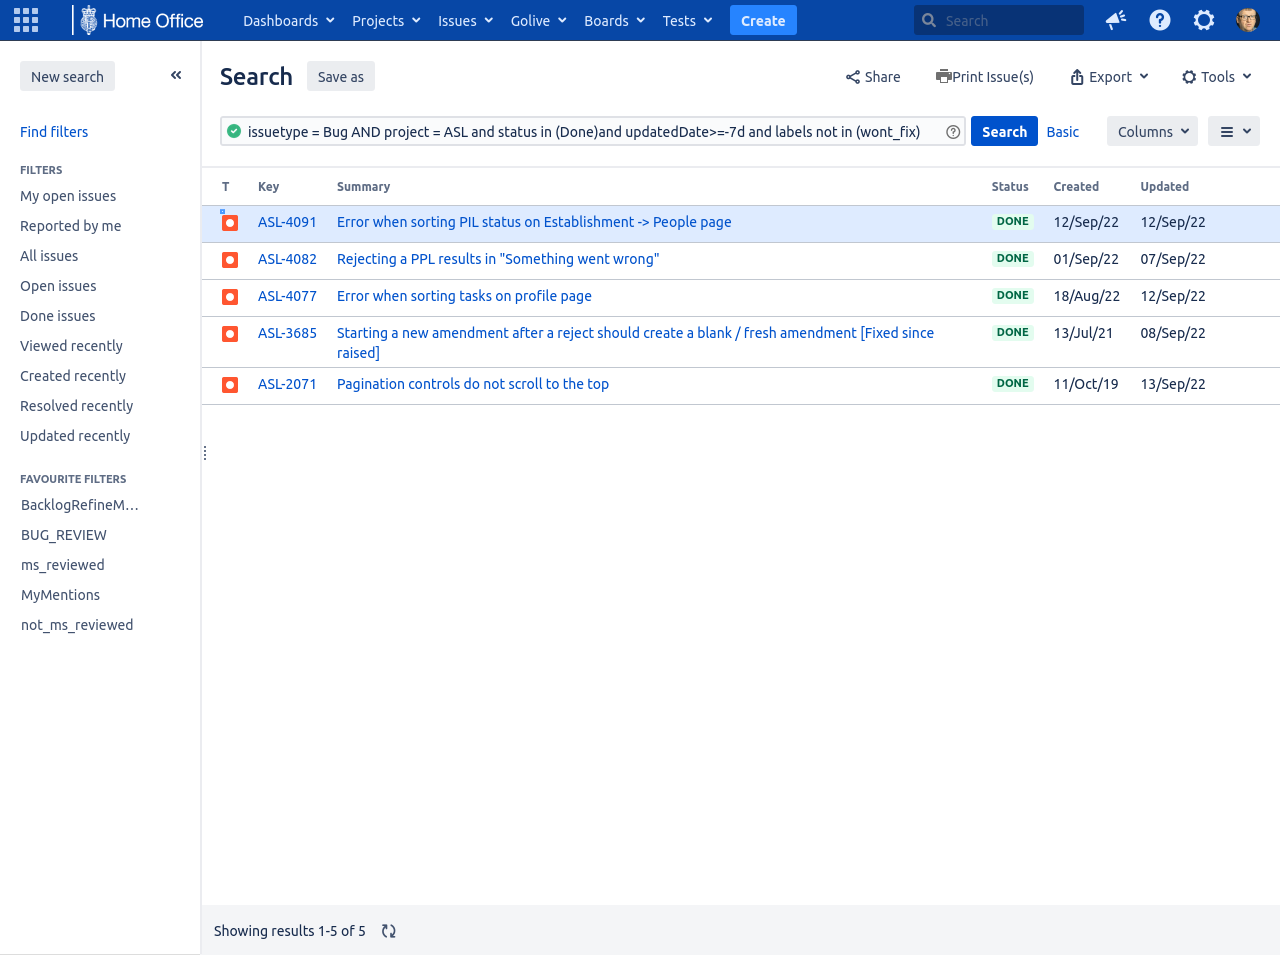 Home Office
Dashboards Projects Issues Golive Boards Tests Create Search
New search
Search Save as Share Print Issue(s) Export Tools
Find filters
issuetype = Bug AND project = ASL and status in (Done)and updatedDate>=-7d and labels not in (wont_fix) Search Basic Columns
FILTERS
My open issues
Reported by me
All issues
Open issues
Done issues
Viewed recently
Created recently
Resolved recently
Updated recently
FAVOURITE FILTERS
BacklogRefineM...
BUG_REVIEW
ms_reviewed
MyMentions
not_ms_reviewed
T Key Summary Status Created Updated
ASL-4091 Error when sorting PIL status on Establishment -> People page DONE 12/Sep/22 12/Sep/22
ASL-4082 Rejecting a PPL results in "Something went wrong" DONE 01/Sep/22 07/Sep/22
ASL-4077 Error when sorting tasks on profile page DONE 18/Aug/22 12/Sep/22
ASL-3685 Starting a new amendment after a reject should create a blank / fresh amendment [Fixed since
raised] DONE 13/Jul/21 08/Sep/22
ASL-2071 Pagination controls do not scroll to the top DONE 11/Oct/19 13/Sep/22
Showing results 1-5 of 5